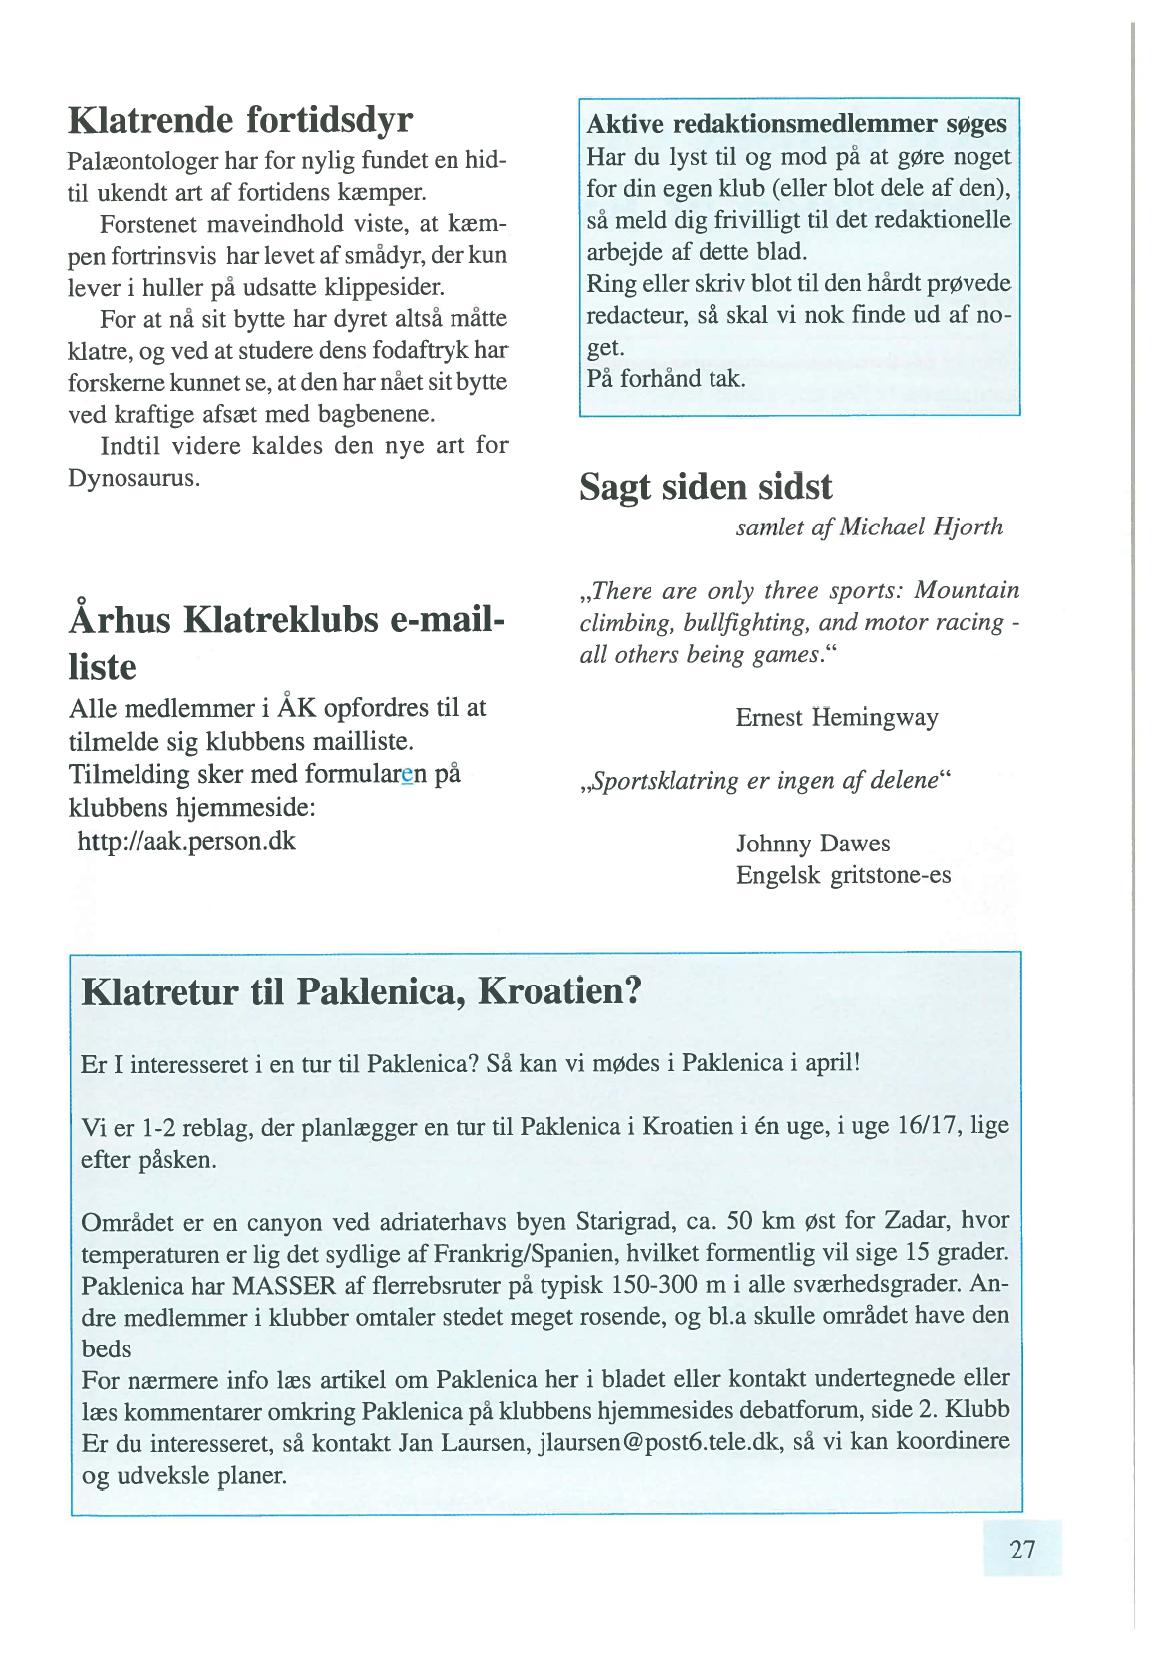 Klatrende fortidsdyr
Palæontologer har for nylig fundet en hid-
til ukendt art af fortidens kæmper.
Forstenet maveindhold viste, at kæm-
pen fortrinsvis har levet af smådyr, der kun
lever i huller på udsatte klippesider.
For at nå sit bytte har dyret altså måtte
klatre, og ved at studere dens fodaftryk har
forskerne kunnet se, at den har nået sit bytte
ved kraftige afsæt med bagbenene.
Indtil videre kaldes den nye art for
Dynosaurus.
Århus Klatreklubs e-mail-
liste
Alle medlemmer i ÅK opfordres til at
tilmelde sig klubbens mailliste.
Tilmelding sker med formularen på
klubbens hjemmeside:
http://aak.person.dk
Aktive redaktionsmedlemmer søges
Har du lyst til og mod på at gøre noget
for din egen klub (eller blot dele af den),
så meld dig frivilligt til det redaktionelle
arbejde af dette blad.
Ring eller skriv blot til den hårdt prøvede
redacteur, så skal vi nok finde ud af no-
get.
På forhånd tak.
Sagt siden sidst
samlet af Michael Hjorth
„There are only three sports: Mountain
climbing, bullfighting, and motor racing -
all others being games.“
Ernest Hemingway
„Sportsklatring er ingen af delene“
Johnny Dawes
Engelsk gritstone-es
Klatretur til Paklenica, Kroatien?
Er I interesseret i en tur til Paklenica? Så kan vi mødes i Paklenica i april!
Vi er 1-2 reblag, der planlægger en tur til Paklenica i Kroatien i én uge, i uge 16/17, lige
efter påsken.
Området er en canyon ved adriaterhavs byen Starigrad, ca. 50 km øst for Zadar, hvor
temperaturen er lig det sydlige af Frankrig/Spanien, hvilket formentlig vil sige 15 grader.
Paklenica har MASSER af flerrebsruter på typisk 150-300 m i alle sværhedsgrader. An-
dre medlemmer i klubber omtaler stedet meget rosende, og bl.a skulle området have den
beds
For nærmere info læs artikel om Paklenica her i bladet eller kontakt undertegnede eller
læs kommentarer omkring Paklenica på klubbens hjemmesides debatforum, side 2. Klubb
Er du interesseret, så kontakt Jan Laursen, jlaursen@post6.tele.dk, så vi kan koordinere
og udveksle planer.
27